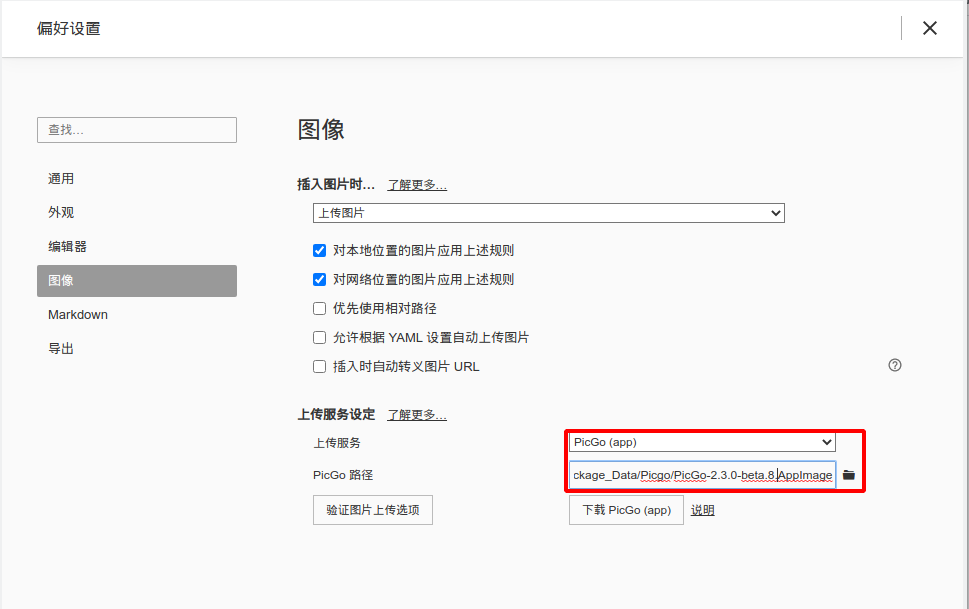 偏好设置
查找…
通用
外观
编辑器
图像
Markdown
导出
图像
插入图片时… 了解更多…
上传图片
对本地位置的图片应用上述规则
对网络位置的图片应用上述规则
优先使用相对路径
允许根据 YAML 设置自动上传图片
插入时自动转义图片 URL
上传服务设定 了解更多…
上传服务 PicGo (app)
PicGo 路径 ckage_Data/Picgo/PicGo-2.3.0-beta.8.AppImage
验证图片上传选项 下载 PicGo (app) 说明